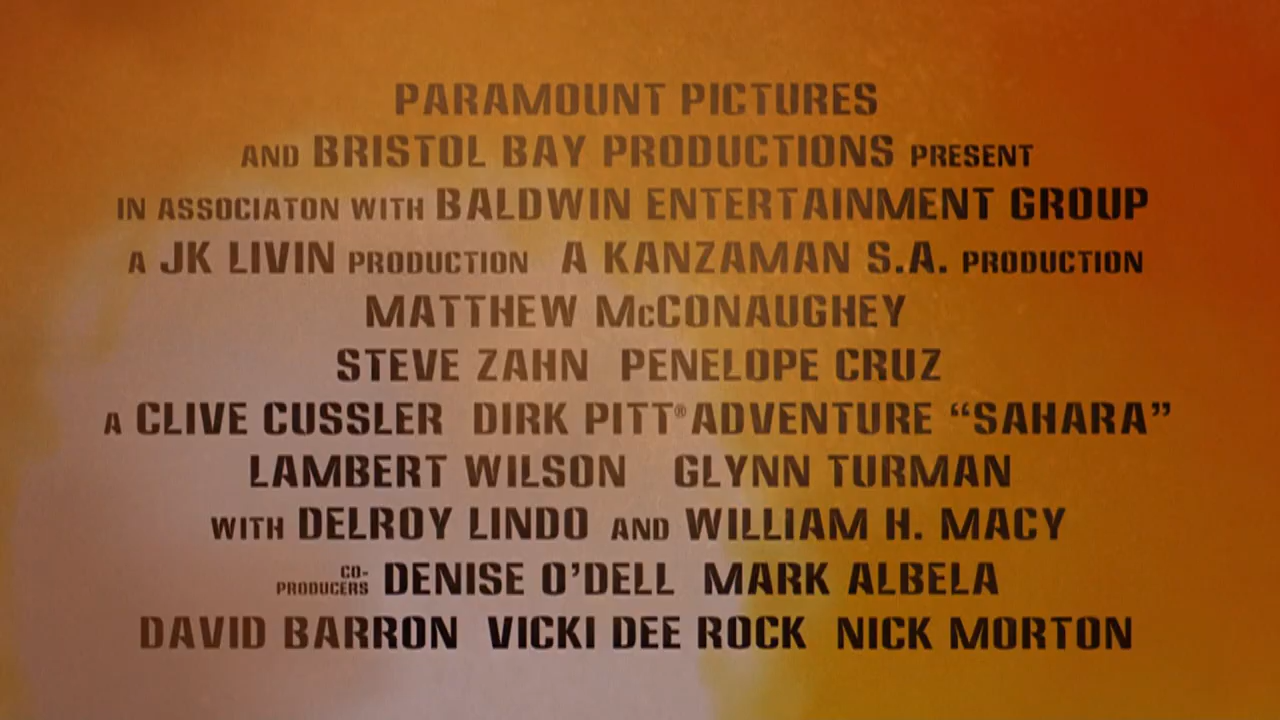 PARAMOUNT PICTURES
AND BRISTOL BAY PRODUCTIONS PRESENT
IN ASSOCIATON WITH BALDWIN ENTERTAINMENT GROUP
A JK LIVIN PRODUCTION A KANZAMAN S.A. PRODUCTION
MATTHEW McCONAUGHEY
STEVE ZAHN PENELOPE CRUZ
A CLIVE CUSSLER DIRK PITT® ADVENTURE “SAHARA”
LAMBERT WILSON GLYNN TURMAN
WITH DELROY LINDO AND WILLIAM H. MACY
CO-PRODUCERS DENISE O’DELL MARK ALBELA
DAVID BARRON VICKI DEE ROCK NICK MORTON